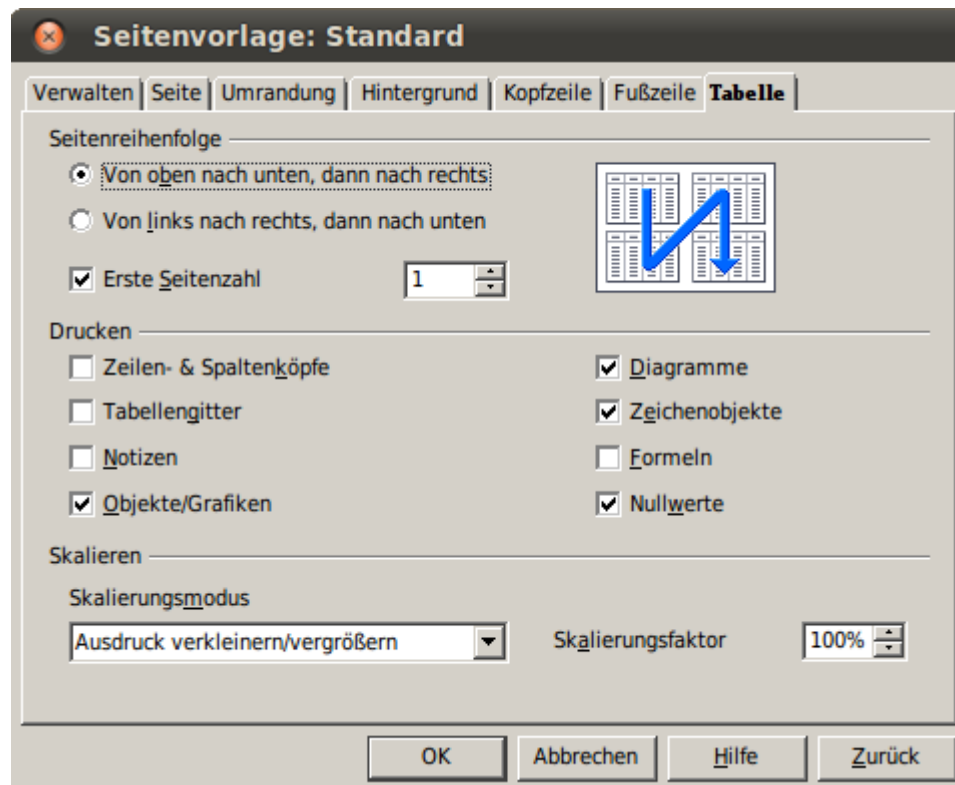 Seitenvorlage: Standard
Verwalten Seite Umrandung Hintergrund Kopfzeile Fußzeile Tabelle
Seitenreihenfolge
Von oben nach unten, dann nach rechts
Von links nach rechts, dann nach unten
Erste Seitenzahl 1
Drucken
Zeilen- & Spaltenköpfe Diagramme
Tabellengitter Zeichenobjekte
Notizen Formeln
Objekte/Grafiken Nullwerte
Skalieren
Skalierungsmodus
Ausdruck verkleinern/vergrößern Skalierungsfaktor 100%
OK Abbrechen Hilfe Zurück